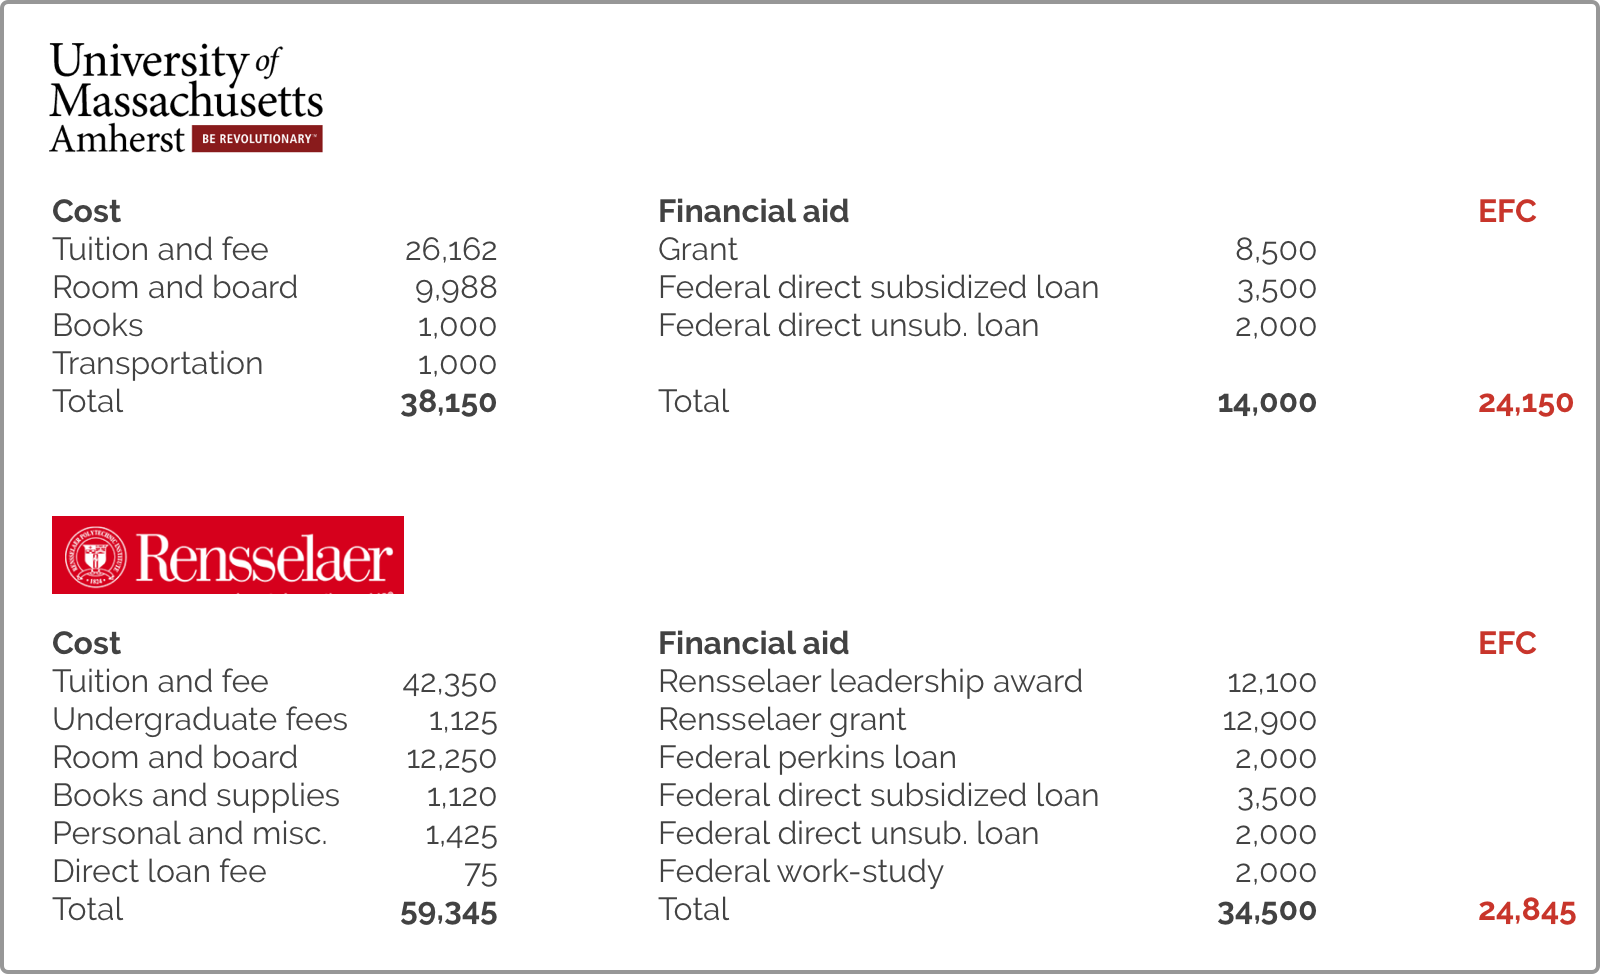 University of
Massachusetts
Amherst BE REVOLUTIONARY™
Cost Financial aid EFC
Tuition and fee 26,162 Grant 8,500
Room and board 9,988 Federal direct subsidized loan 3,500
Books 1,000 Federal direct unsub. loan 2,000
Transportation 1,000
Total 38,150 Total 14,000 24,150
RENSSELAER POLYTECHNIC INSTITUTE
1824
Rensselaer
Cost Financial aid EFC
Tuition and fee 42,350 Rensselaer leadership award 12,100
Undergraduate fees 1,125 Rensselaer grant 12,900
Room and board 12,250 Federal perkins loan 2,000
Books and supplies 1,120 Federal direct subsidized loan 3,500
Personal and misc. 1,425 Federal direct unsub. loan 2,000
Direct loan fee 75 Federal work-study 2,000
Total 59,345 Total 34,500 24,845